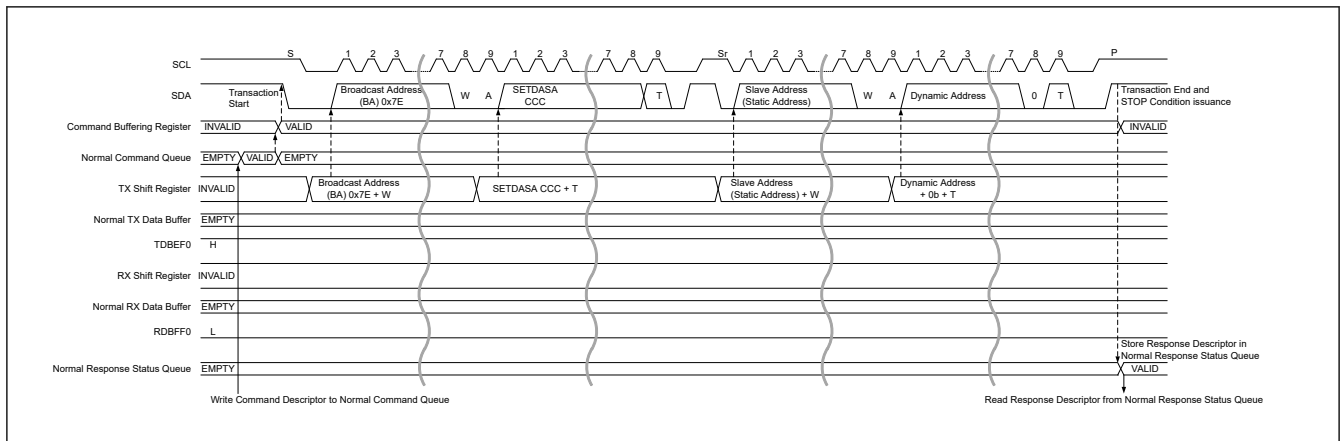 S 1 2 3 7 8 9 1 2 3 7 8 9 Sr 1 2 3 7 8 9 1 2 3 7 8 9 P
SCL
SDA
Transaction
Start
Broadcast Address
(BA) 0x7E
W A
SETDASA
CCC
T
Slave Address
(Static Address)
W A
Dynamic Address
0 T
Transaction End and
STOP Condition issuance
Command Buffering Register INVALID VALID INVALID
Normal Command Queue EMPTY VALID EMPTY
TX Shift Register INVALID
Broadcast Address
(BA) 0x7E + W
SETDASA CCC + T
Slave Address
(Static Address) + W
Dynamic Address
+ 0b + T
Normal TX Data Buffer EMPTY
TDBEF0 H
RX Shift Register INVALID
Normal RX Data Buffer EMPTY
RDBFF0 L
Store Response Descriptor in
Normal Response Status Queue
Normal Response Status Queue EMPTY VALID
Write Command Descriptor to Normal Command Queue
Read Response Descriptor from Normal Response Status Queue